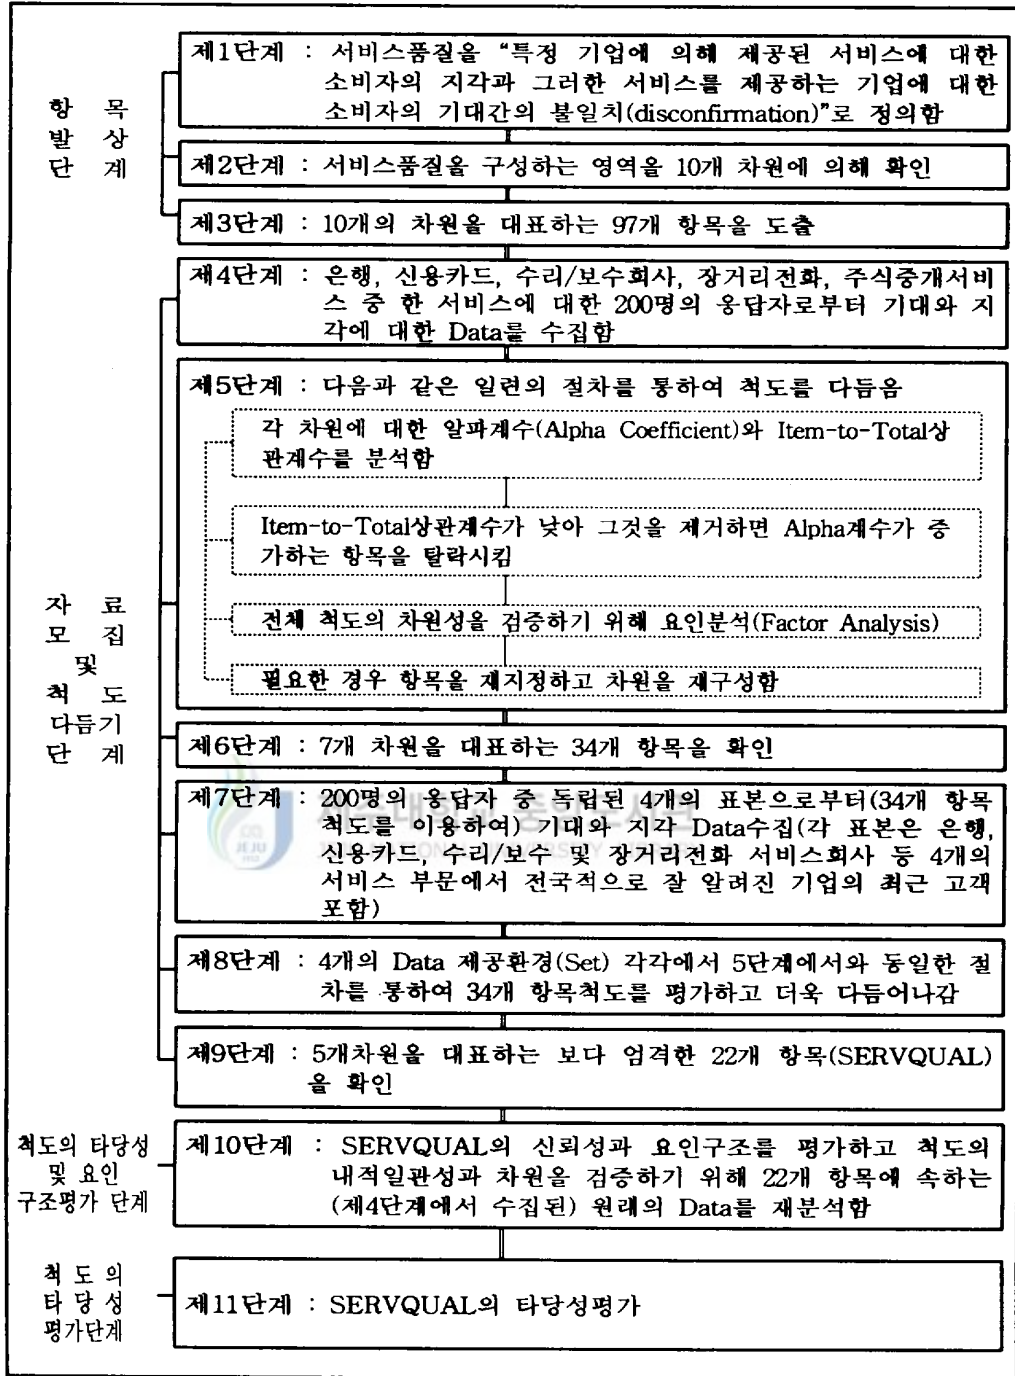 항 목
발 상
단 계
제1단계 : 서비스품질을 “특정 기업에 의해 제공된 서비스에 대한
소비자의 지각과 그러한 서비스를 제공하는 기업에 대한
소비자의 기대간의 불일치(disconfirmation)”로 정의함
제2단계 : 서비스품질을 구성하는 영역을 10개 차원에 의해 확인
제3단계 : 10개의 차원을 대표하는 97개 항목을 도출
자 료
모 집
및
척 도
다듬기
단 계
제4단계 : 은행, 신용카드, 수리/보수회사, 장거리전화, 주식중개서비
스 중 한 서비스에 대한 200명의 응답자로부터 기대와 지
각에 대한 Data를 수집함
제5단계 : 다음과 같은 일련의 절차를 통하여 척도를 다듬음
각 차원에 대한 알파계수(Alpha Coefficient)와 Item-to-Total상
관계수를 분석함
Item-to-Total상관계수가 낮아 그것을 제거하면 Alpha계수가 증
가하는 항목을 탈락시킴
전체 척도의 차원성을 검증하기 위해 요인분석(Factor Analysis)
필요한 경우 항목을 재지정하고 차원을 재구성함
제6단계 : 7개 차원을 대표하는 34개 항목을 확인
제7단계 : 200명의 응답자 중 독립된 4개의 표본으로부터(34개 항목
척도를 이용하여) 기대와 지각 Data수집(각 표본은 은행,
신용카드, 수리/보수 및 장거리전화 서비스회사 등 4개의
서비스 부문에서 전국적으로 잘 알려진 기업의 최근 고객
포함)
제주대학교 중앙도서관
JEJU
1952
제8단계 : 4개의 Data 제공환경(Set) 각각에서 5단계에서와 동일한 절
차를 통하여 34개 항목척도를 평가하고 더욱 다듬어나감
제9단계 : 5개차원을 대표하는 보다 엄격한 22개 항목(SERVQUAL)
을 확인
척도의 타당성
및 요인
구조평가 단계
제10단계 : SERVQUAL의 신뢰성과 요인구조를 평가하고 척도의
내적일관성과 차원을 검증하기 위해 22개 항목에 속하는
(제4단계에서 수집된) 원래의 Data를 재분석함
척 도 의
타 당 성
평가단계
제11단계 : SERVQUAL의 타당성평가